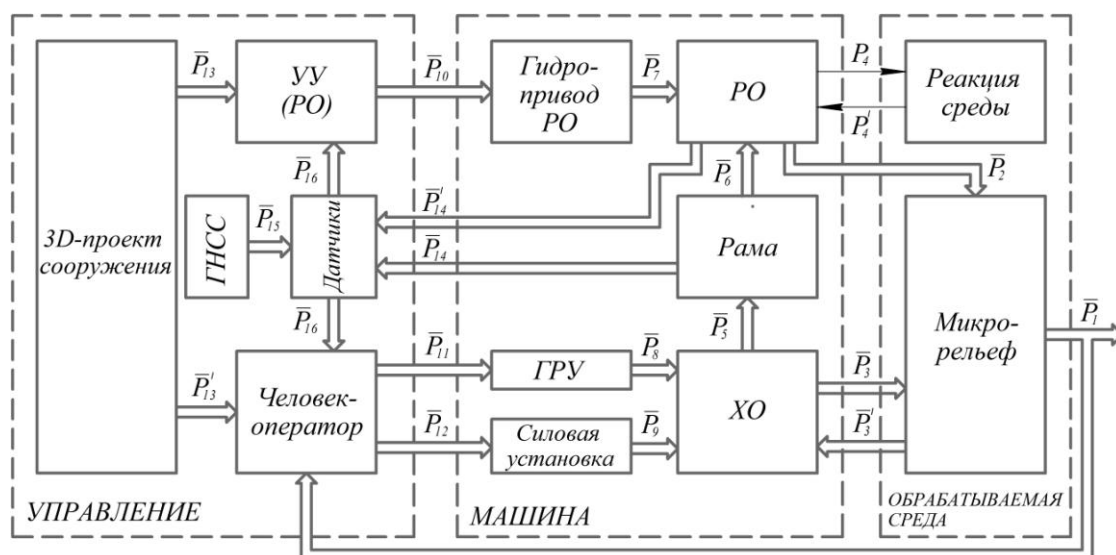 P̅₁₃
УУ
(РО)
P̅₁₀
Гидро-
привод
РО
P̅₇
РО
P₄
P₄'
Реакция
среды
P̅₁₆
P̅₆
P̅₂
3D-проект
сооружения
ГНСС
P̅₁₅
Датчики
P̅₁₄'
P̅₁₄
Рама
P̅₁₆
P̅₅
Микро-
рельеф
P̅₁
P̅₁₃'
Человек-
оператор
P̅₁₁
ГРУ
P̅₈
P̅₁₂
Силовая
установка
P̅₉
ХО
P̅₃
P̅₃'
УПРАВЛЕНИЕ
МАШИНА
ОБРАБАТЫВАЕМАЯ
СРЕДА